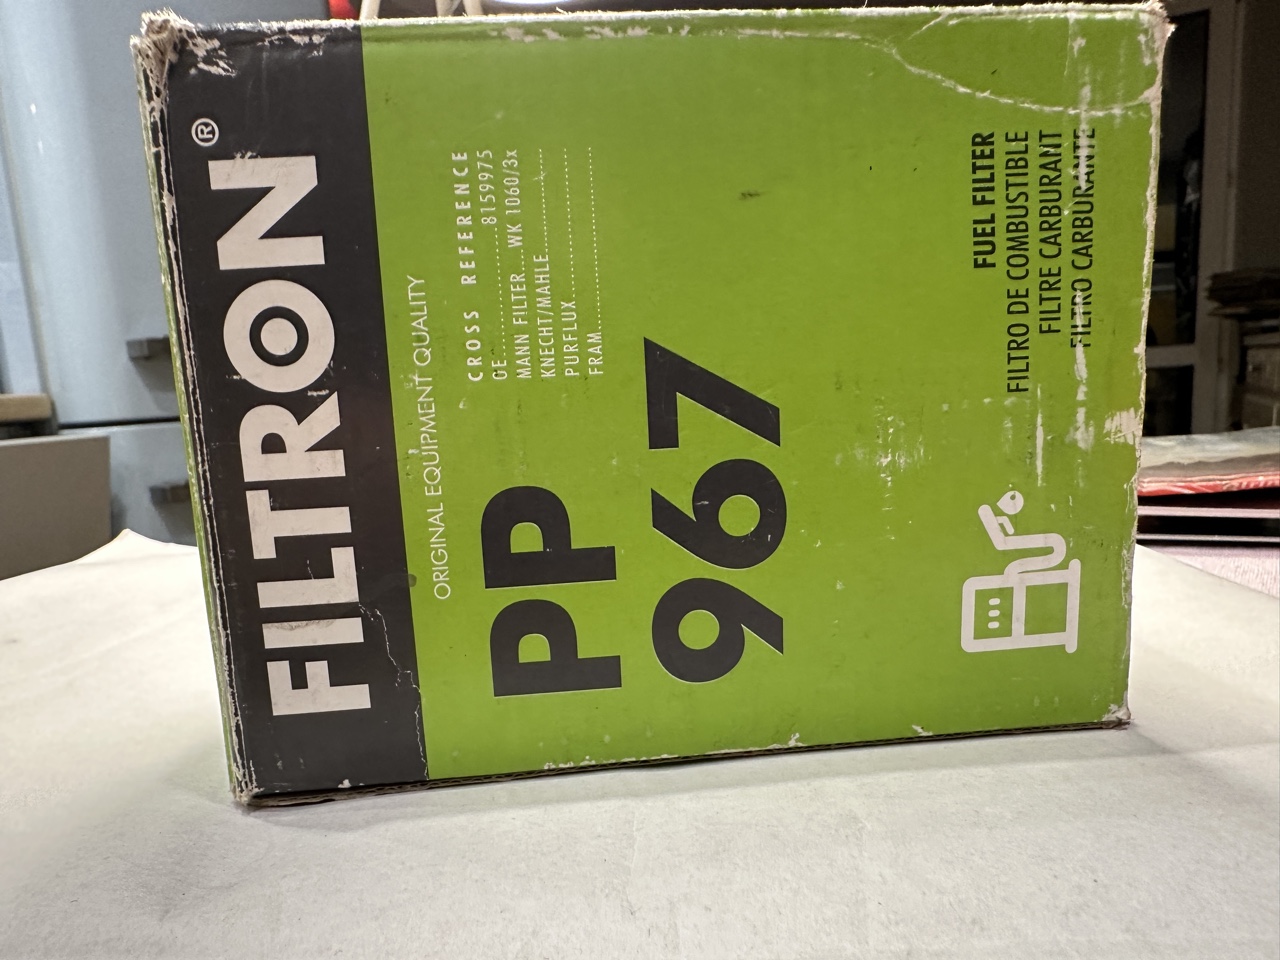 FILTRON®
ORIGINAL EQUIPMENT QUALITY
CROSS REFERENCE
OE..............................8159975
MANN FILTER....WK 1060/3x
KNECHT/MAHLE......................
PURFLUX................................
FRAM......................................
PP
967
FUEL FILTER
FILTRO DE COMBUSTIBLE
FILTRE CARBURANT
FILTRO CARBURANTE